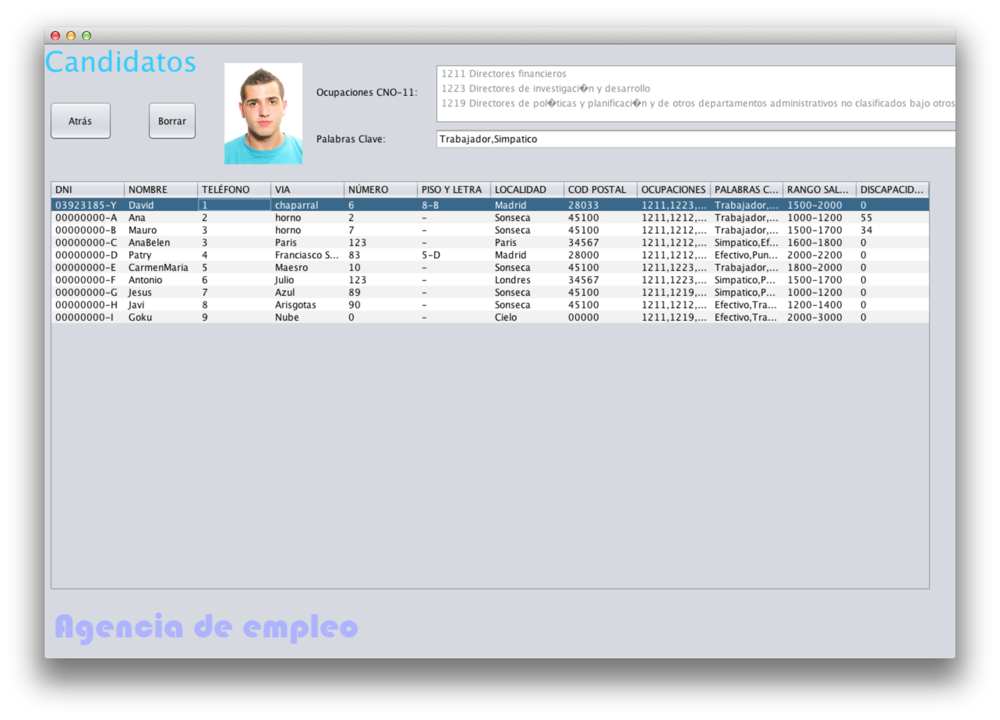 Candidatos
Atrás
Borrar
Ocupaciones CNO-11:
1211 Directores financieros
1223 Directores de investigaci�n y desarrollo
1219 Directores de pol�ticas y planificaci�n y de otros departamentos administrativos no clasificados bajo otros
Palabras Clave:
Trabajador,Simpatico
DNI NOMBRE TELÉFONO VIA NÚMERO PISO Y LETRA LOCALIDAD COD POSTAL OCUPACIONES PALABRAS C... RANGO SAL... DISCAPACID...
03923185-Y David 1 chaparral 6 8-B Madrid 28033 1211,1223,... Trabajador,... 1500-2000 0
00000000-A Ana 2 horno 2 - Sonseca 45100 1211,1212,... Trabajador,... 1000-1200 55
00000000-B Mauro 3 horno 7 - Sonseca 45100 1211,1212,... Trabajador,... 1500-1700 34
00000000-C AnaBelen 3 Paris 123 - Paris 34567 1211,1212,... Simpatico,Ef... 1600-1800 0
00000000-D Patry 4 Franciasco S... 83 5-D Madrid 28000 1211,1212,... Efectivo,Pun... 2000-2200 0
00000000-E CarmenMaria 5 Maesro 10 - Sonseca 45100 1211,1223,... Trabajador,... 1800-2000 0
00000000-F Antonio 6 Julio 123 - Londres 34567 1211,1223,... Simpatico,P... 1500-1700 0
00000000-G Jesus 7 Azul 89 - Sonseca 45100 1211,1219,... Simpatico,P... 1000-1200 0
00000000-H Javi 8 Arisgotas 90 - Sonseca 45100 1211,1212,... Efectivo,Tra... 1200-1400 0
00000000-I Goku 9 Nube 0 - Cielo 00000 1211,1219,... Efectivo,Tra... 2000-3000 0
Agencia de empleo